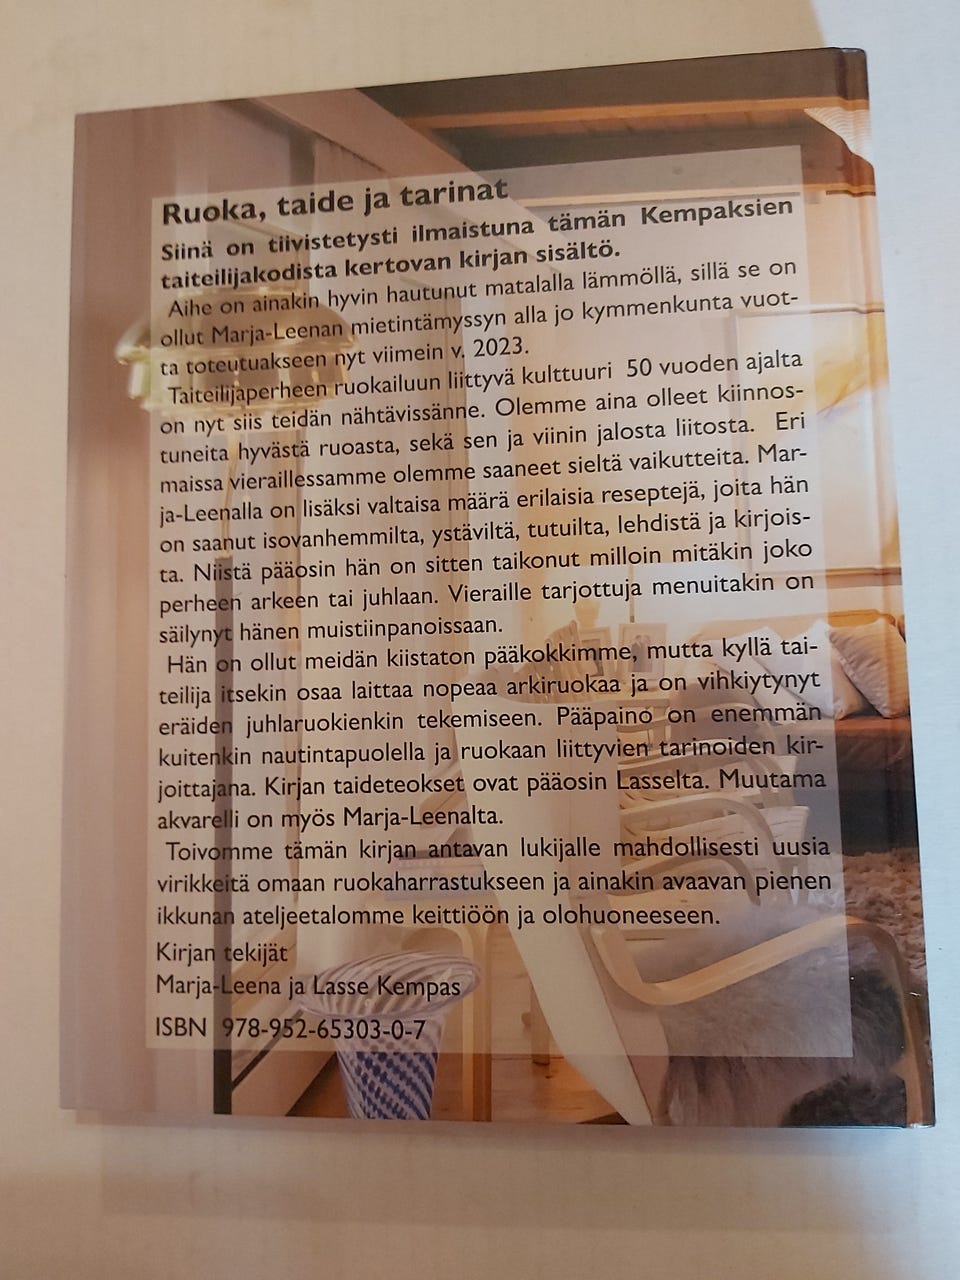 Ruoka, taide ja tarinat
Siinä on tiivistetysti ilmaistuna tämän Kempaksien
taiteilijakodista kertovan kirjan sisältö.
Aihe on ainakin hyvin hautunut matalalla lämmöllä, sillä se on
ollut Marja-Leenan mietintämyssyn alla jo kymmenkunta vuot-
ta toteutuakseen nyt viimein v. 2023.
Taiteilijaperheen ruokailuun liittyvä kulttuuri 50 vuoden ajalta
on nyt siis teidän nähtävissänne. Olemme aina olleet kiinnos-
tuneita hyvästä ruoasta, sekä sen ja viinin jalosta liitosta. Eri
maissa vieraillessamme olemme saaneet sieltä vaikutteita. Mar-
ja-Leenalla on lisäksi valtaisa määrä erilaisia reseptejä, joita hän
on saanut isovanhemmilta, ystäviltä, tutuilta, lehdistä ja kirjois-
ta. Niistä pääosin hän on sitten taikonut milloin mitäkin joko
perheen arkeen tai juhlaan. Vieraille tarjottuja menuitakin on
säilynyt hänen muistiinpanoissaan.
Hän on ollut meidän kiistaton pääkokkimme, mutta kyllä tai-
teilija itsekin osaa laittaa nopeaa arkiruokaa ja on vihkiytynyt
eräiden juhlaruokienkin tekemiseen. Pääpaino on enemmän
kuitenkin nautintapuolella ja ruokaan liittyvien tarinoiden kir-
joittajana. Kirjan taideteokset ovat pääosin Lasselta. Muutama
akvarelli on myös Marja-Leenalta.
Toivomme tämän kirjan antavan lukijalle mahdollisesti uusia
virikkeitä omaan ruokaharrastukseen ja ainakin avaavan pienen
ikkunan ateljeetalomme keittiöön ja olohuoneeseen.
Kirjan tekijät
Marja-Leena ja Lasse Kempas
ISBN 978-952-65303-0-7